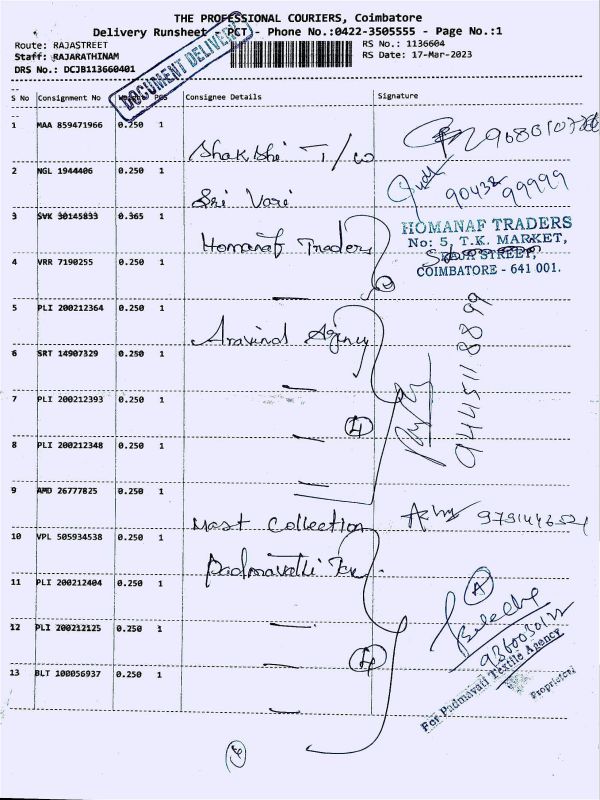 THE PROFESSIONAL COURIERS, Coimbatore
Delivery Runsheet (PCT)- Phone No.:0422-3505555 - Page No.:1
Route: RAJASTREET
RS No.: 1136604
Staff: RAJARATHINAM
RS Date: 17-Mar-2023
DRS No.: DCJB113660401
DOCUMENT DELIVERY
S No Consignment No Weight PCS Consignee Details Signature
1 MAA 859471966 0.250 1 Shakthi T/W
2 NGL 1944406 0.250 1 Sri Vari 90438 99999
3 SVK 30145833 0.365 1 Homanaf Traders
HOMANAF TRADERS
No: 5, T.K. MARKET,
STREET,
COIMBATORE - 641 001.
4 VRR 7190255 0.250 1
5 PLI 200212364 0.250 1 Aravind Agency
6 SRT 14907329 0.250 1
7 PLI 200212393 0.250 1
4
9445118899
8 PLI 200212348 0.250 1
9 AMD 26777825 0.250 1 Mast Collection
10 VPL 505934538 0.250 1 Padmavathi Tex.
11 PLI 200212404 0.250 1
A
12 PLI 200212125 0.250 1
4
13 BLT 100056937 0.250 1
For Padmavati Textile Agency
Proprietor